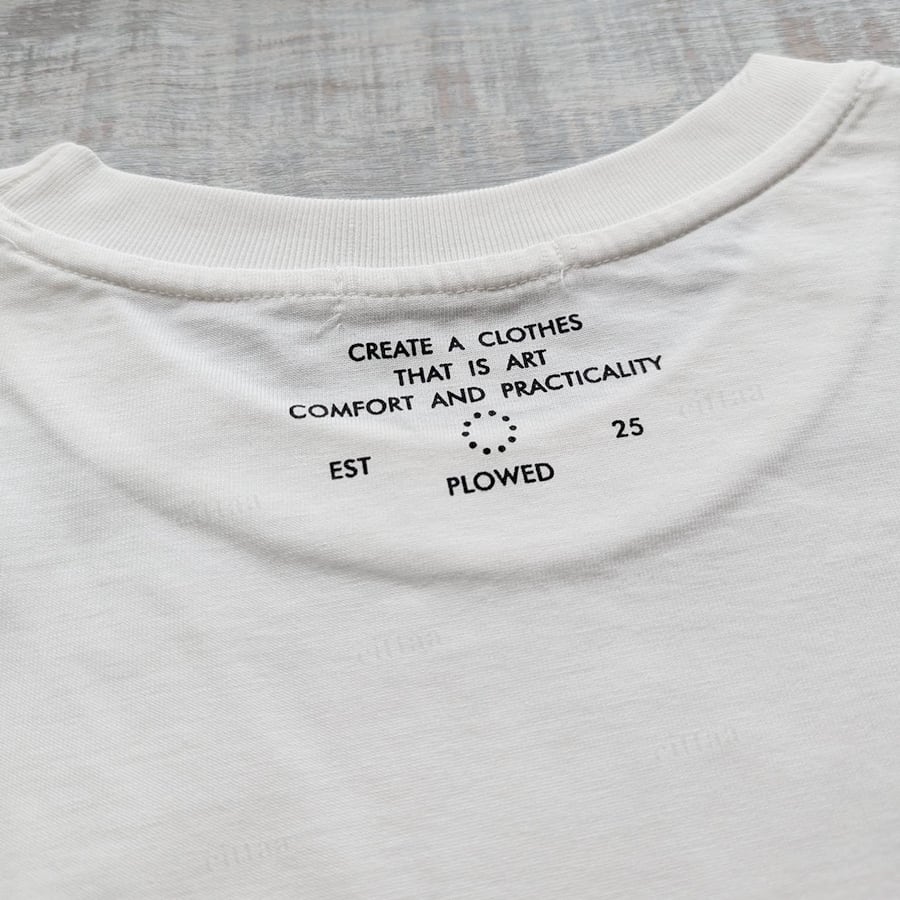 CREATE A CLOTHES
THAT IS ART
COMFORT AND PRACTICALITY
EST 25
PLOWED